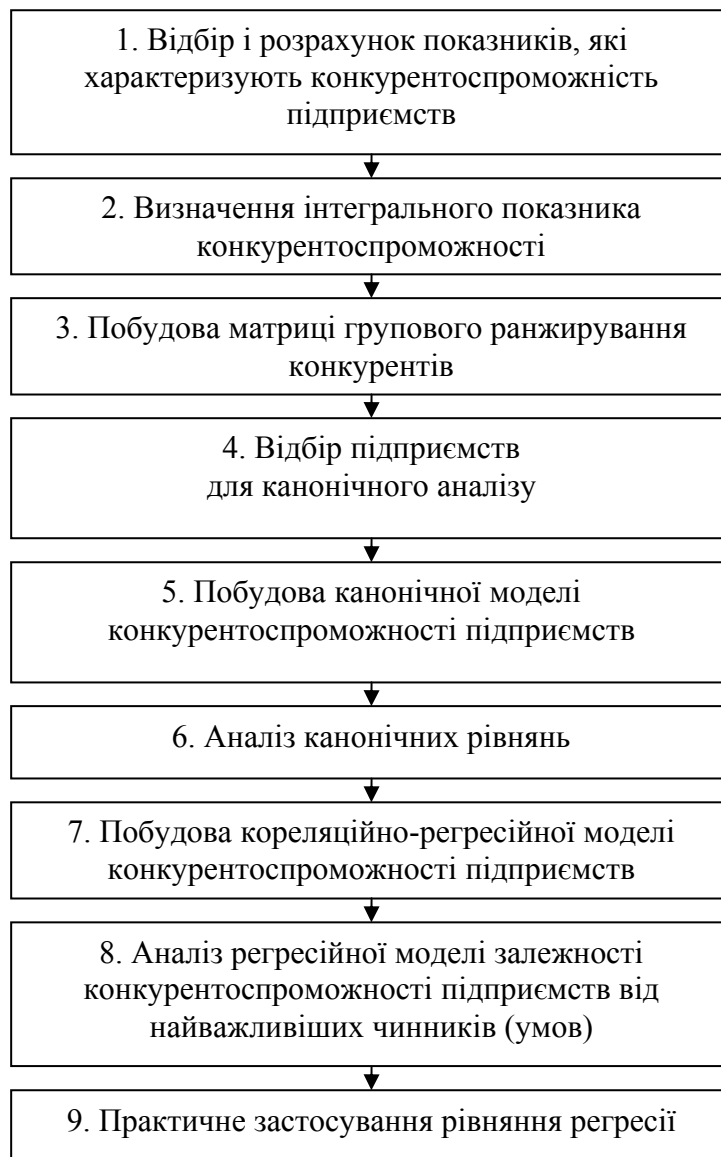 1. Відбір і розрахунок показників, які
характеризують конкурентоспроможність
підприємств
2. Визначення інтегрального показника
конкурентоспроможності
3. Побудова матриці групового ранжирування
конкурентів
4. Відбір підприємств
для канонічного аналізу
5. Побудова канонічної моделі
конкурентоспроможності підприємств
6. Аналіз канонічних рівнянь
7. Побудова кореляційно-регресійної моделі
конкурентоспроможності підприємств
8. Аналіз регресійної моделі залежності
конкурентоспроможності підприємств від
найважливіших чинників (умов)
9. Практичне застосування рівняння регресії